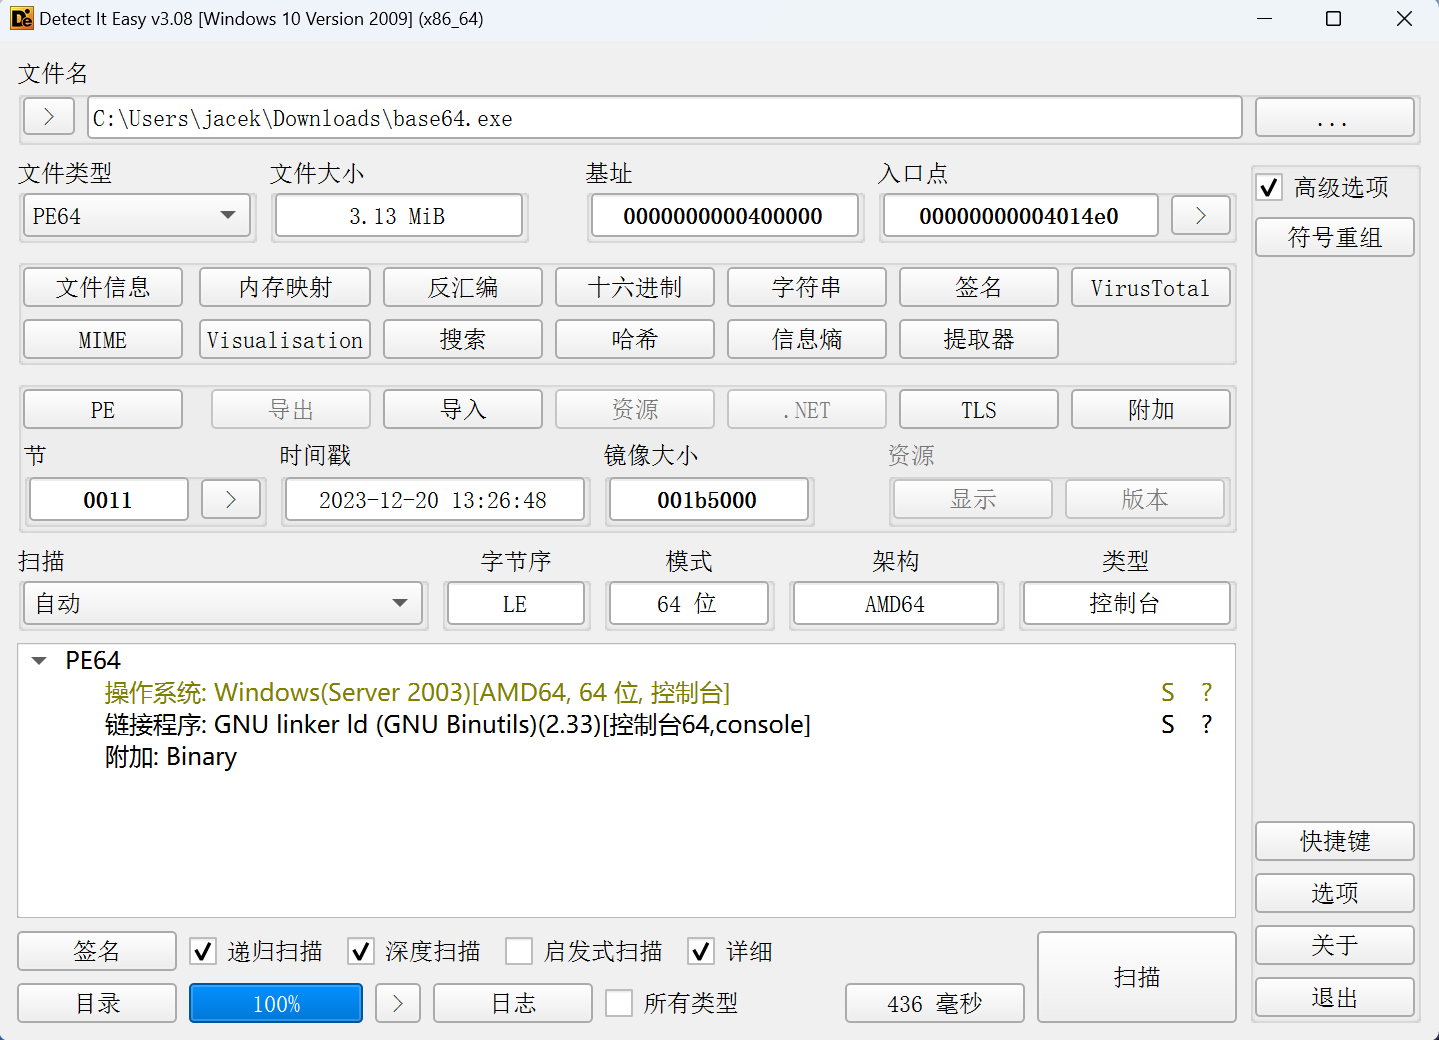 Detect It Easy v3.08 [Windows 10 Version 2009] (x86_64)
文件名
C:\Users\jacek\Downloads\base64.exe ...
文件类型 文件大小 基址 入口点
PE64 3.13 MiB 0000000000400000 00000000004014e0
高级选项
符号重组
文件信息 内存映射 反汇编 十六进制 字符串 签名 VirusTotal
MIME Visualisation 搜索 哈希 信息熵 提取器
PE 导出 导入 资源 .NET TLS 附加
节 时间戳 镜像大小 资源
0011 2023-12-20 13:26:48 001b5000 显示 版本
扫描 字节序 模式 架构 类型
自动 LE 64 位 AMD64 控制台
PE64
操作系统: Windows(Server 2003)[AMD64, 64 位, 控制台] S ?
链接程序: GNU linker ld (GNU Binutils)(2.33)[控制台64,console] S ?
附加: Binary
快捷键
选项
关于
退出
签名 递归扫描 深度扫描 启发式扫描 详细
扫描
目录 100% 日志 所有类型 436 毫秒